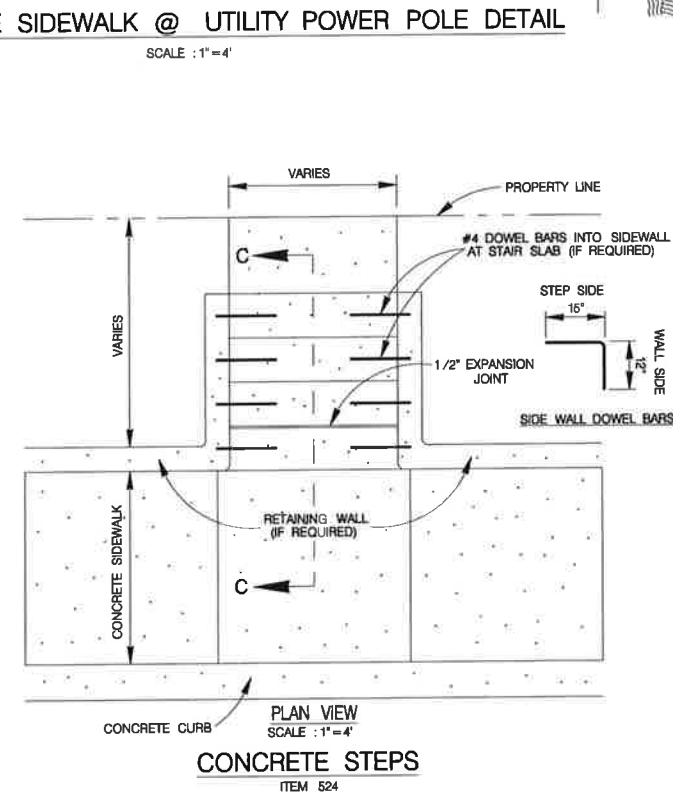 SIDEWALK @ UTILITY POWER POLE DETAIL
SCALE : 1"=4'
VARIES
PROPERTY LINE
C
#4 DOWEL BARS INTO SIDEWALL
AT STAIR SLAB (IF REQUIRED)
STEP SIDE
15"
VARIES
1/2" EXPANSION
JOINT
12"
WALL SIDE
SIDE WALL DOWEL BARS
CONCRETE SIDEWALK
RETAINING WALL
(IF REQUIRED)
C
CONCRETE CURB
PLAN VIEW
SCALE : 1"=4'
CONCRETE STEPS
ITEM 524